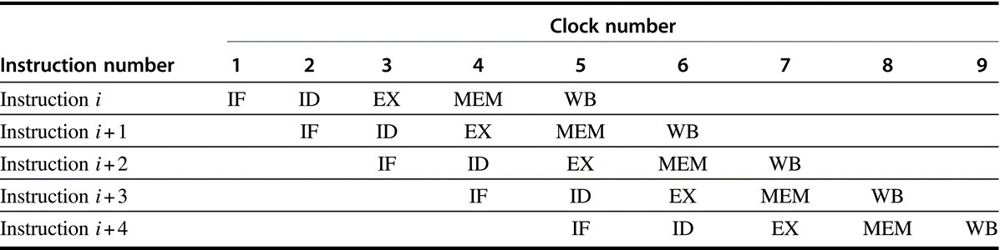 Clock number
Instruction number 1 2 3 4 5 6 7 8 9
Instruction i IF ID EX MEM WB
Instruction i+1 IF ID EX MEM WB
Instruction i+2 IF ID EX MEM WB
Instruction i+3 IF ID EX MEM WB
Instruction i+4 IF ID EX MEM WB